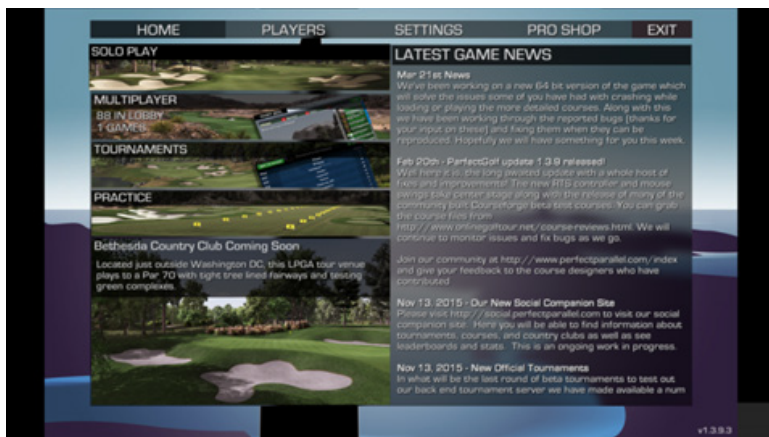 HOME PLAYERS SETTINGS PRO SHOP EXIT
SOLO PLAY
MULTIPLAYER
88 IN LOBBY
1 GAMES
TOURNAMENTS
PRACTICE
Bethesda Country Club Coming Soon
Located just outside Washington DC, this LPGA tour venue
plays to a Par 70 with tight tree lined fairways and testing
green complexes.
LATEST GAME NEWS
Mar 21st News
We've been working on a new 64 bit version of the game which
will solve the issues some of you have had with crashing while
loading or playing the more detailed courses. Along with this
we have been working through the reported bugs (thanks for
your input on these) and fixing them when they can be
reproduced. Hopefully we will have something for you this week.
Feb 20th - PerfectGolf update 1.3.9 released!
Well here it is, the long awaited update with a whole host of
fixes and improvements! The new RTS controller and mouse
swings take center stage along with the release of many of the
community built Courseforge beta test courses. You can grab
the course files from
http://www.onlinegolftour.net/course-reviews.html. We will
continue to monitor issues and fix bugs as we go.
Join our community at http://www.perfectparallel.com/index
and give your feedback to the course designers who have
contributed
Nov 13. 2015 - Our New Social Companion Site
Please visit http://social.perfectparallel.com to visit our social
companion site. Here you will be able to find information about
tournaments, courses, and country clubs as well as see
leaderboards and stats. This is an ongoing work in progress.
Nov 13, 2015 - New Official Tournaments
In what will be the last round of beta tournaments to test out
our back end tournament server we have made available a num
v1.3.9.3